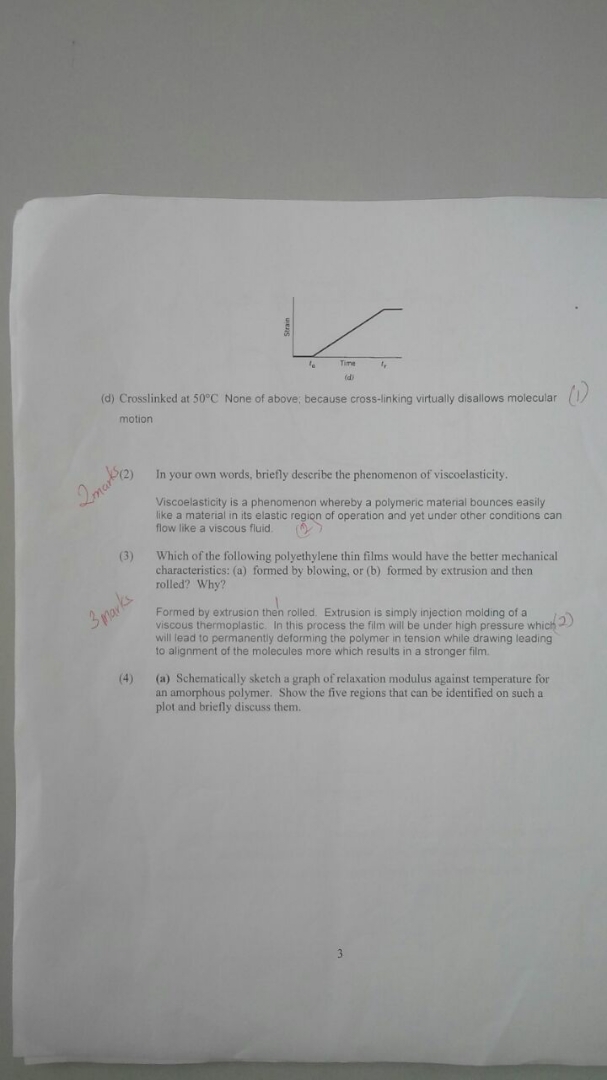 Strain
Time
(d)
(d) Crosslinked at 50°C None of above; because cross-linking virtually disallows molecular (1)
motion
2 marks (2) In your own words, briefly describe the phenomenon of viscoelasticity.
Viscoelasticity is a phenomenon whereby a polymeric material bounces easily
like a material in its elastic region of operation and yet under other conditions can
flow like a viscous fluid. (2)
(3) Which of the following polyethylene thin films would have the better mechanical
characteristics: (a) formed by blowing, or (b) formed by extrusion and then
rolled? Why?
3 marks Formed by extrusion then rolled. Extrusion is simply injection molding of a
viscous thermoplastic. In this process the film will be under high pressure which (2)
will lead to permanently deforming the polymer in tension while drawing leading
to alignment of the molecules more which results in a stronger film.
(4) (a) Schematically sketch a graph of relaxation modulus against temperature for
an amorphous polymer. Show the five regions that can be identified on such a
plot and briefly discuss them.
3